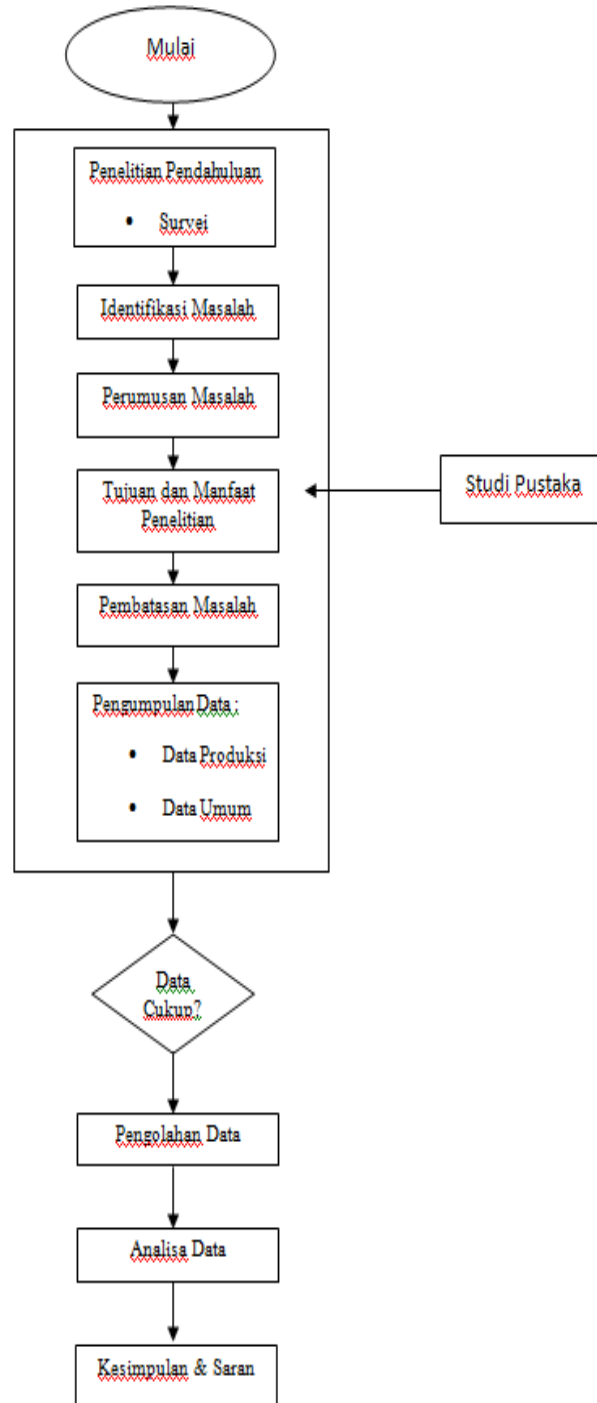 Mulai
Penelitian Pendahuluan
• Survei
Identifikasi Masalah
Perumusan Masalah
Tujuan dan Manfaat
Penelitian
Studi Pustaka
Pembatasan Masalah
Pengumpulan Data :
• Data Produksi
• Data Umum
Data
Cukup?
Pengolahan Data
Analisa Data
Kesimpulan & Saran